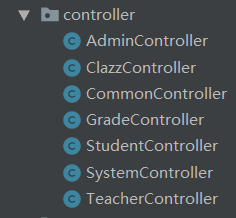 controller
AdminController
ClazzController
CommonController
GradeController
StudentController
SystemController
TeacherController